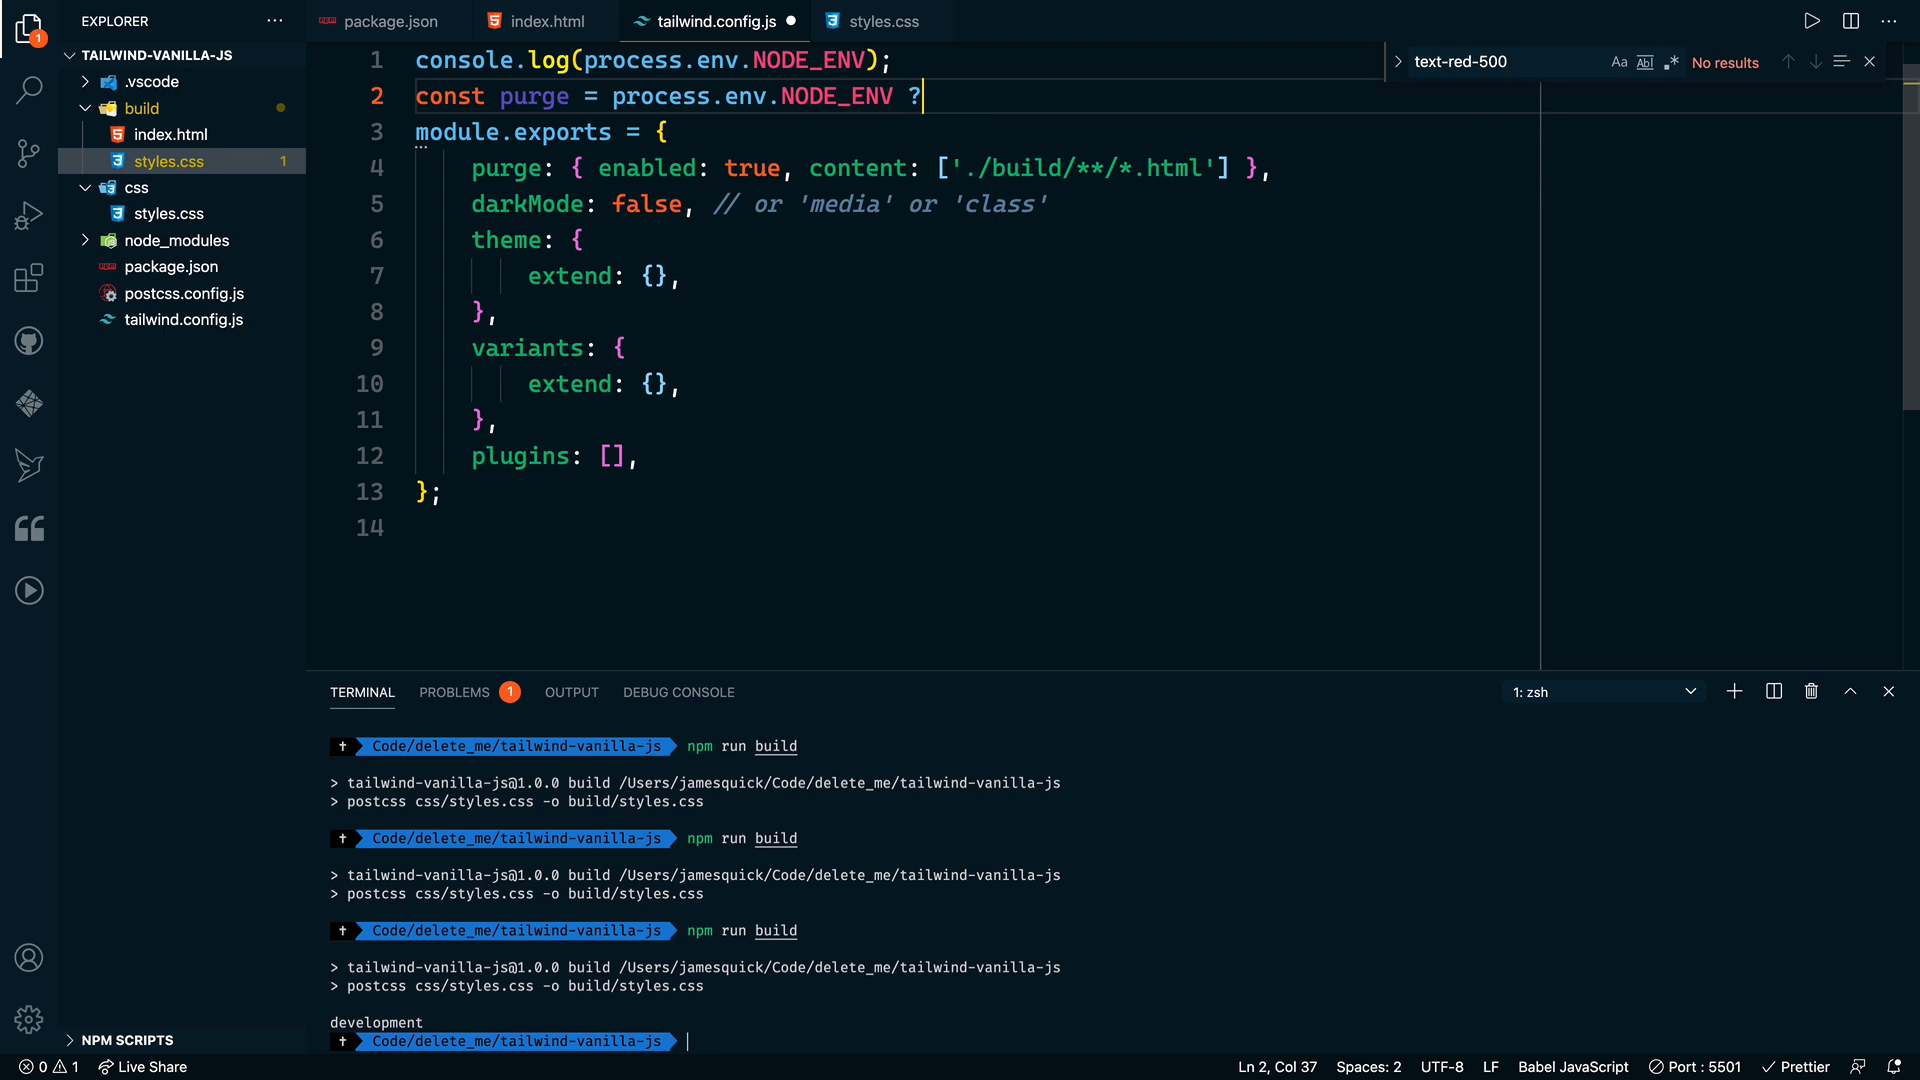 EXPLORER
TAILWIND-VANILLA-JS
.vscode
build
index.html
styles.css 1
css
styles.css
node_modules
package.json
postcss.config.js
tailwind.config.js
NPM SCRIPTS
1
package.json
index.html
tailwind.config.js
styles.css
text-red-500
Aa
Abl
.*
No results
1 console.log(process.env.NODE_ENV);
2 const purge = process.env.NODE_ENV ?
3 module.exports = {
4 purge: { enabled: true, content: ['./build/**/*.html'] },
5 darkMode: false, // or 'media' or 'class'
6 theme: {
7 extend: {},
8 },
9 variants: {
10 extend: {},
11 },
12 plugins: [],
13 };
14
TERMINAL PROBLEMS 1 OUTPUT DEBUG CONSOLE
1: zsh
† Code/delete_me/tailwind-vanilla-js npm run build
> tailwind-vanilla-js@1.0.0 build /Users/jamesquick/Code/delete_me/tailwind-vanilla-js
> postcss css/styles.css -o build/styles.css
† Code/delete_me/tailwind-vanilla-js npm run build
> tailwind-vanilla-js@1.0.0 build /Users/jamesquick/Code/delete_me/tailwind-vanilla-js
> postcss css/styles.css -o build/styles.css
† Code/delete_me/tailwind-vanilla-js npm run build
> tailwind-vanilla-js@1.0.0 build /Users/jamesquick/Code/delete_me/tailwind-vanilla-js
> postcss css/styles.css -o build/styles.css
development
† Code/delete_me/tailwind-vanilla-js
0 1 Live Share Ln 2, Col 37 Spaces: 2 UTF-8 LF Babel JavaScript Port : 5501 Prettier